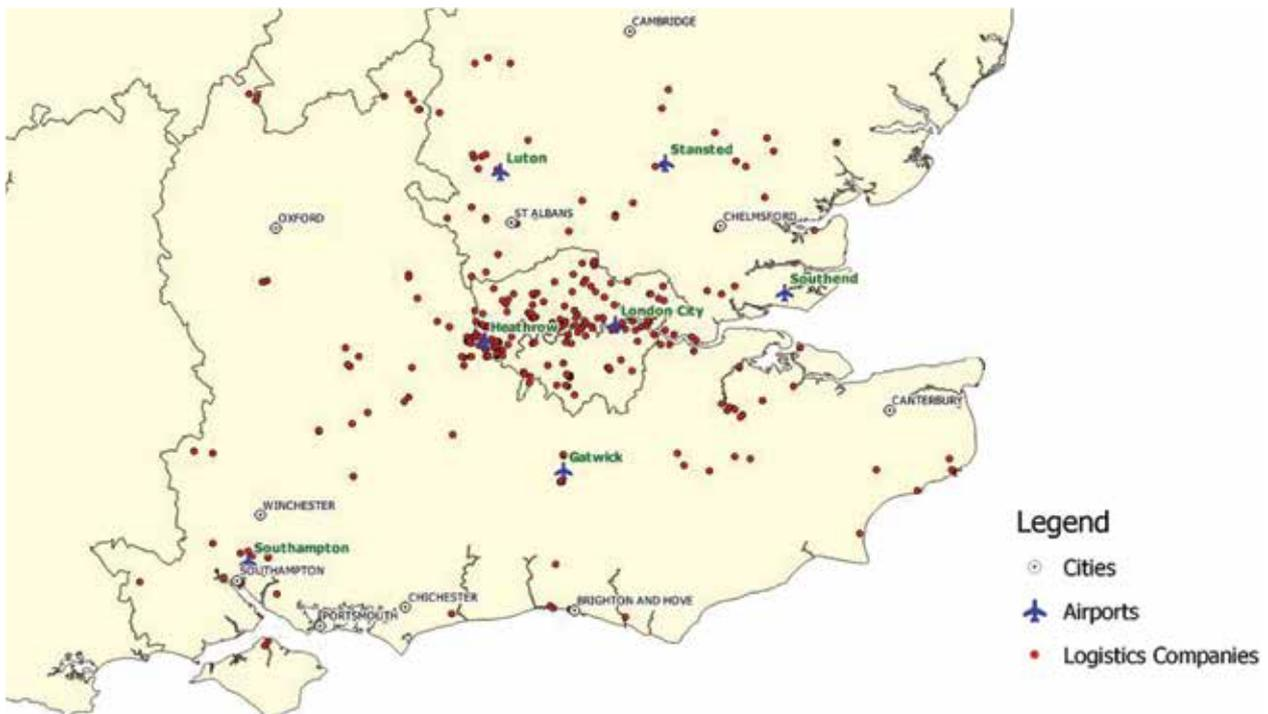 CAMBRIDGE
Luton
Stansted
OXFORD
ST ALBANS
CHELMSFORD
Southend
London City
Heathrow
CANTERBURY
Gatwick
WINCHESTER
Southampton
SOUTHAMPTON
CHICHESTER
BRIGHTON AND HOVE
PORTSMOUTH
Legend
Cities
Airports
Logistics Companies